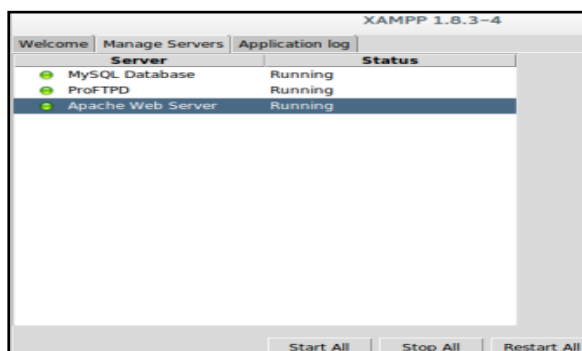 XAMPP 1.8.3-4
Welcome Manage Servers Application log
Server Status
MySQL Database Running
ProFTPD Running
Apache Web Server Running
Start All Stop All Restart All